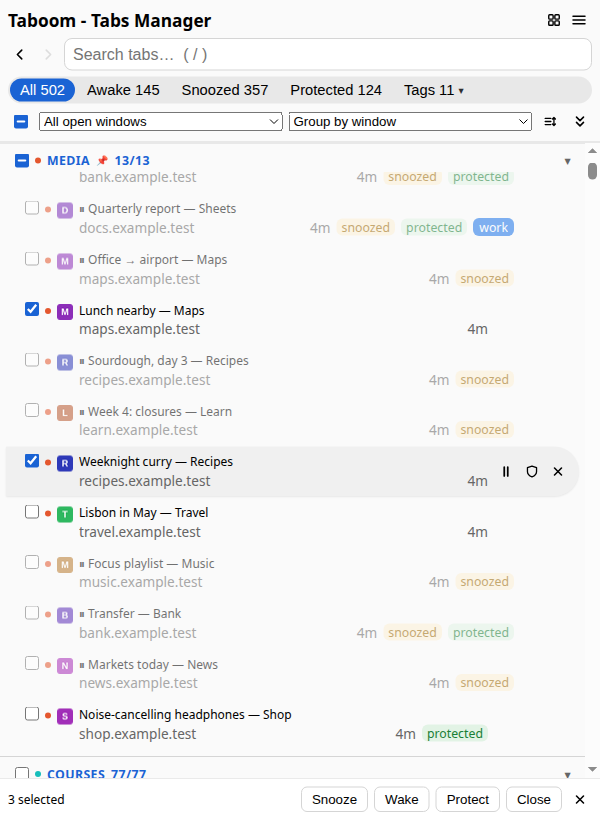 Taboom - Tabs Manager
Search tabs… ( / )
All 502 Awake 145 Snoozed 357 Protected 124 Tags 11 ▾
All open windows Group by window
MEDIA 📌 13/13 ▼
bank.example.test 4m snoozed protected
D Quarterly report — Sheets
docs.example.test 4m snoozed protected work
M Office → airport — Maps
maps.example.test 4m snoozed
M Lunch nearby — Maps
maps.example.test 4m
R Sourdough, day 3 — Recipes
recipes.example.test 4m snoozed
L Week 4: closures — Learn
learn.example.test 4m snoozed
R Weeknight curry — Recipes
recipes.example.test 4m
T Lisbon in May — Travel
travel.example.test 4m
M Focus playlist — Music
music.example.test 4m snoozed
B Transfer — Bank
bank.example.test 4m snoozed protected
N Markets today — News
news.example.test 4m snoozed
S Noise-cancelling headphones — Shop
shop.example.test 4m protected
COURSES 77/77 ▼
3 selected Snooze Wake Protect Close